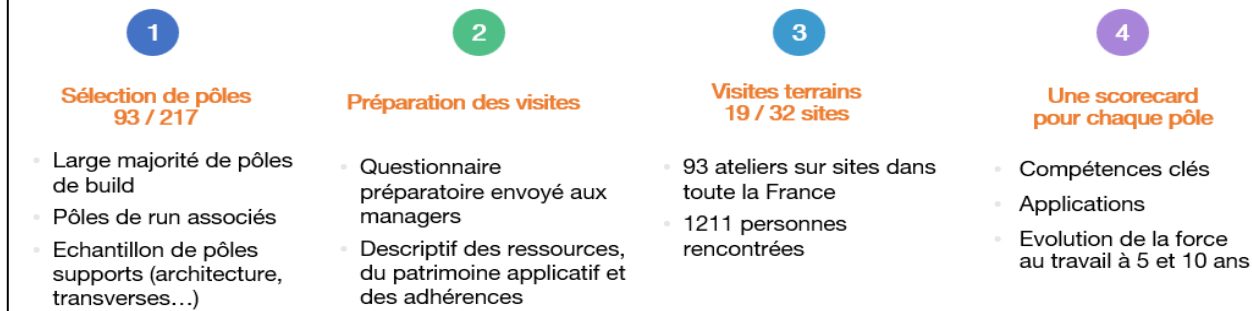 1
Sélection de pôles
93 / 217
Large majorité de pôles
de build
Pôles de run associés
Echantillon de pôles
supports (architecture,
transverses…)
2
Préparation des visites
Questionnaire
préparatoire envoyé aux
managers
Descriptif des ressources,
du patrimoine applicatif et
des adhérences
3
Visites terrains
19 / 32 sites
93 ateliers sur sites dans
toute la France
1211 personnes
rencontrées
4
Une scorecard
pour chaque pôle
Compétences clés
Applications
Evolution de la force
au travail à 5 et 10 ans